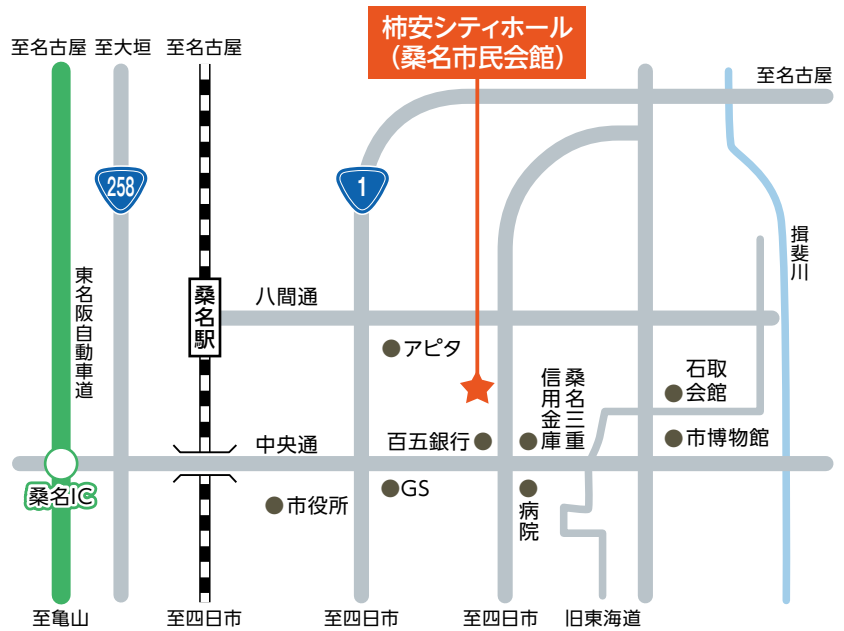 柿安シティホール
（桑名市民会館）
至名古屋
至大垣
至名古屋
至名古屋
258
1
東名阪自動車道
桑名駅
八間通
揖斐川
アピタ
石取
会館
桑名三重
信用金庫
百五銀行
市博物館
中央通
桑名IC
市役所
GS
病院
至亀山
至四日市
至四日市
至四日市
旧東海道